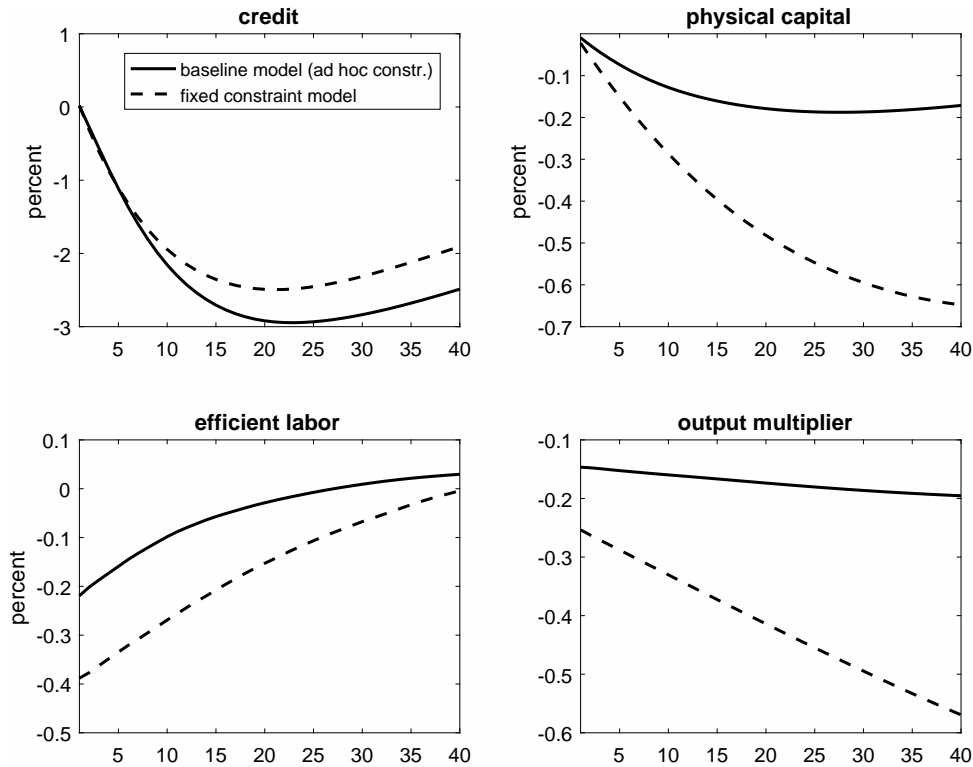 credit
1
0
-1
-2
-3
percent
baseline model (ad hoc constr.)
fixed constraint model
5 10 15 20 25 30 35 40
physical capital
-0.1
-0.2
-0.3
-0.4
-0.5
-0.6
-0.7
percent
5 10 15 20 25 30 35 40
efficient labor
0.1
0
-0.1
-0.2
-0.3
-0.4
-0.5
percent
5 10 15 20 25 30 35 40
output multiplier
-0.1
-0.2
-0.3
-0.4
-0.5
-0.6
5 10 15 20 25 30 35 40